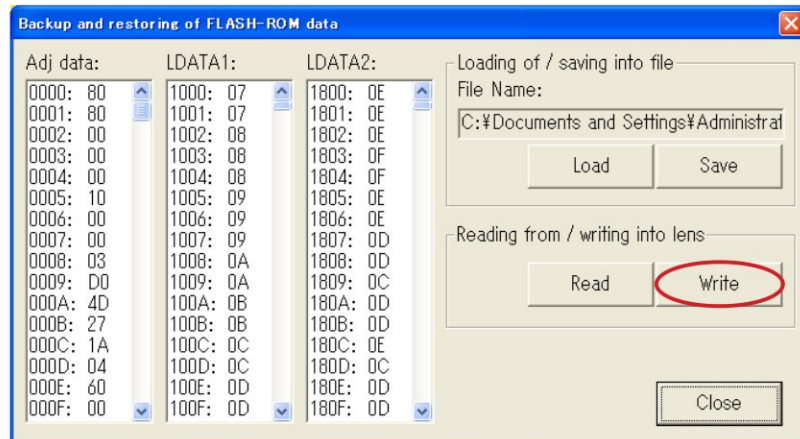 Backup and restoring of FLASH-ROM data
Adj data:
0000: 80
0001: 80
0002: 00
0003: 00
0004: 00
0005: 10
0006: 00
0007: 00
0008: 03
0009: D0
000A: 4D
000B: 27
000C: 1A
000D: 04
000E: 60
000F: 00
LDATA1:
1000: 07
1001: 07
1002: 08
1003: 08
1004: 08
1005: 09
1006: 09
1007: 09
1008: 0A
1009: 0A
100A: 0B
100B: 0B
100C: 0C
100D: 0C
100E: 0D
100F: 0D
LDATA2:
1800: 0E
1801: 0E
1802: 0E
1803: 0F
1804: 0F
1805: 0E
1806: 0E
1807: 0D
1808: 0D
1809: 0C
180A: 0D
180B: 0D
180C: 0E
180D: 0C
180E: 0D
180F: 0D
Loading of / saving into file
File Name:
C:¥Documents and Settings¥Administrat
Load
Save
Reading from / writing into lens
Read
Write
Close